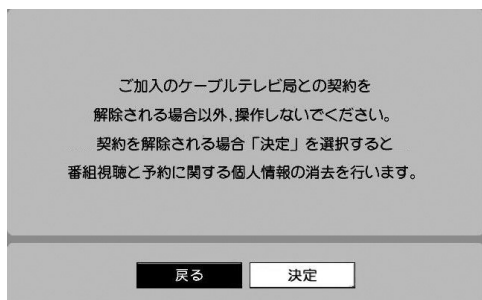 ご加入のケーブルテレビ局との契約を
解除される場合以外,操作しないでください。
契約を解除される場合「決定」を選択すると
番組視聴と予約に関する個人情報の消去を行います。
戻る 決定